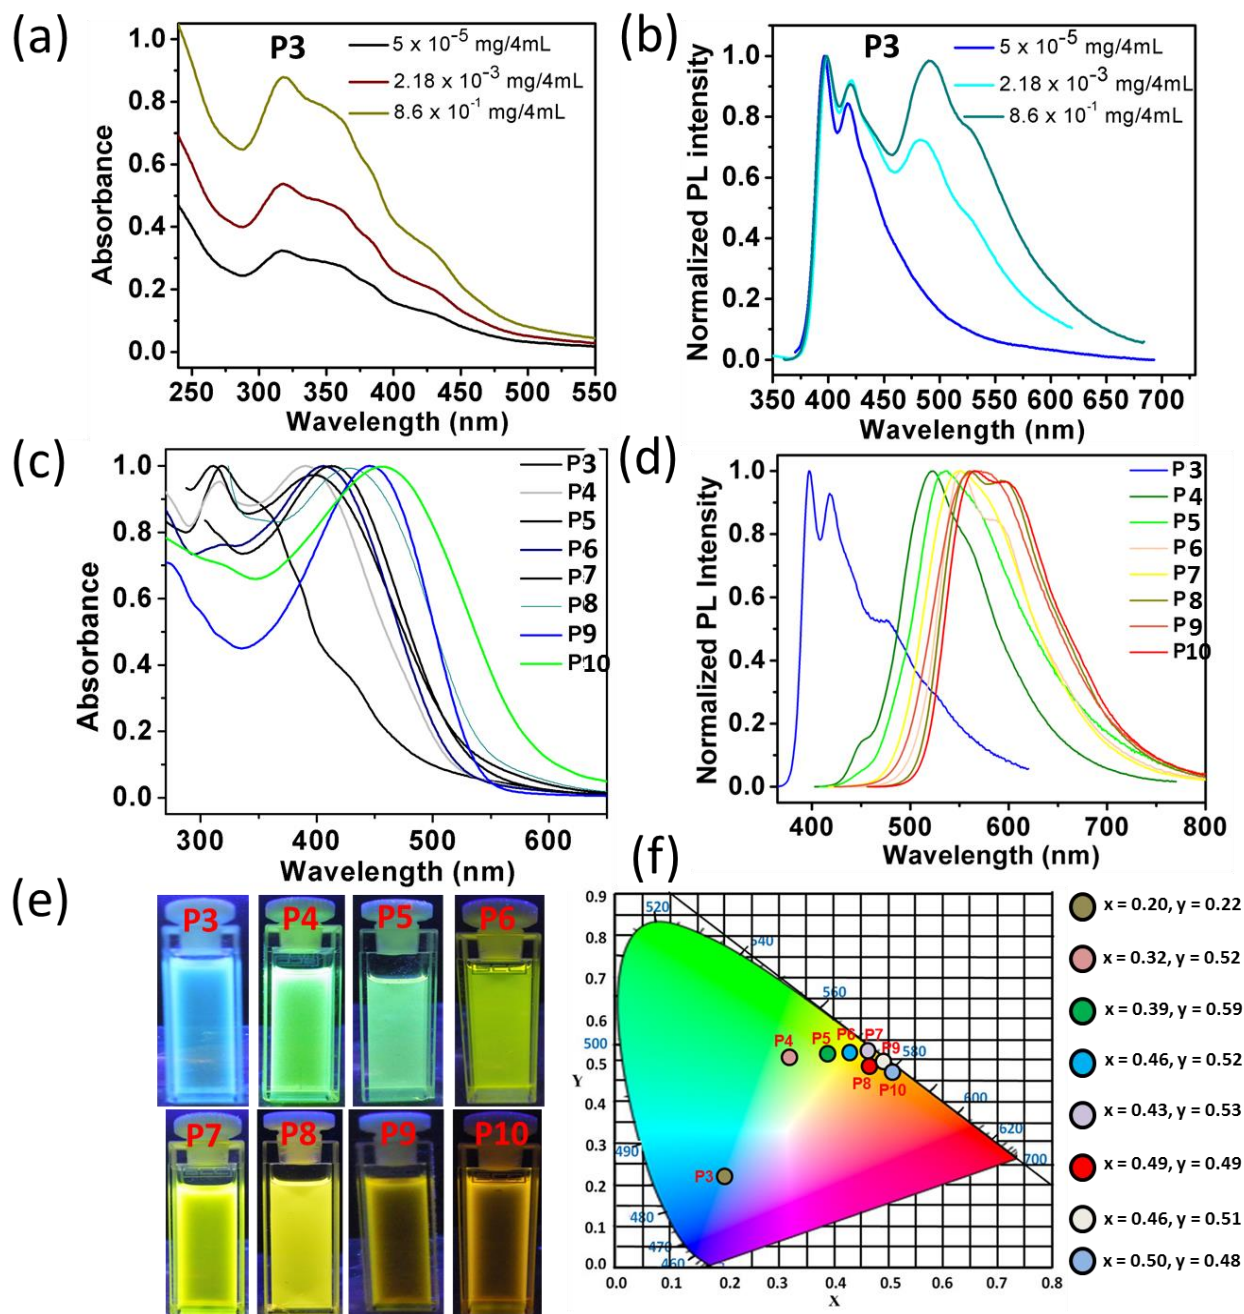 (a)
P3
5 x 10⁻⁵ mg/4mL
2.18 x 10⁻³ mg/4mL
8.6 x 10⁻¹ mg/4mL
Absorbance
1.0
0.8
0.6
0.4
0.2
0.0
250 300 350 400 450 500 550
Wavelength (nm)
(b)
P3
5 x 10⁻⁵ mg/4mL
2.18 x 10⁻³ mg/4mL
8.6 x 10⁻¹ mg/4mL
Normalized PL intensity
1.0
0.8
0.6
0.4
0.2
0.0
350 400 450 500 550 600 650 700
Wavelength (nm)
(c)
P3
P4
P5
P6
P7
P8
P9
P10
Absorbance
1.0
0.8
0.6
0.4
0.2
0.0
300 400 500 600
Wavelength (nm)
(d)
P3
P4
P5
P6
P7
P8
P9
P10
Normalized PL Intensity
1.0
0.8
0.6
0.4
0.2
0.0
400 500 600 700 800
Wavelength (nm)
(e)
P3 P4 P5 P6
P7 P8 P9 P10
(f)
0.9
0.8
0.7
0.6
0.5
Y
0.4
0.3
0.2
0.1
0.0
0.0 0.1 0.2 0.3 0.4 0.5 0.6 0.7 0.8
X
520
540
560
580
600
620
700
500
490
480
470
460
P4 P5 P6 P7
P9
P8
P10
P3
x = 0.20, y = 0.22
x = 0.32, y = 0.52
x = 0.39, y = 0.59
x = 0.46, y = 0.52
x = 0.43, y = 0.53
x = 0.49, y = 0.49
x = 0.46, y = 0.51
x = 0.50, y = 0.48